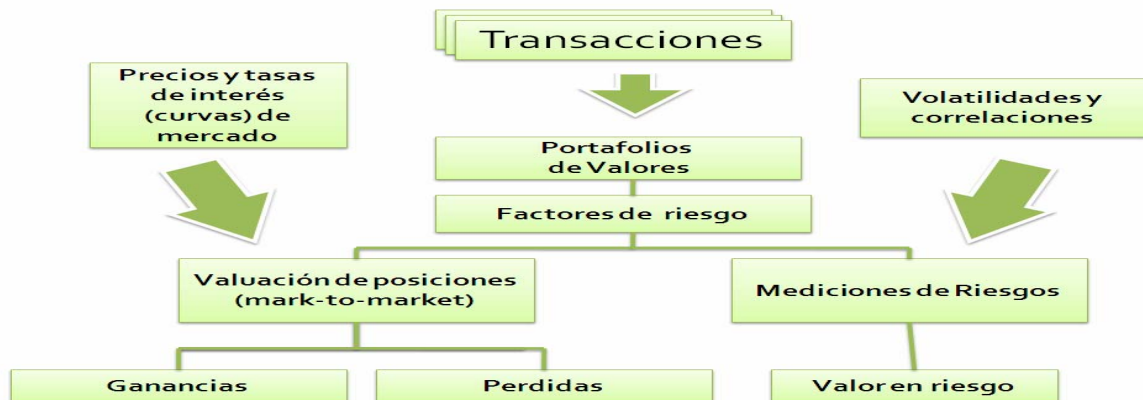 Transacciones
Precios y tasas
de interés
(curvas) de
mercado
Volatilidades y
correlaciones
Portafolios
de Valores
Factores de riesgo
Valuación de posiciones
(mark-to-market)
Mediciones de Riesgos
Ganancias
Perdidas
Valor en riesgo